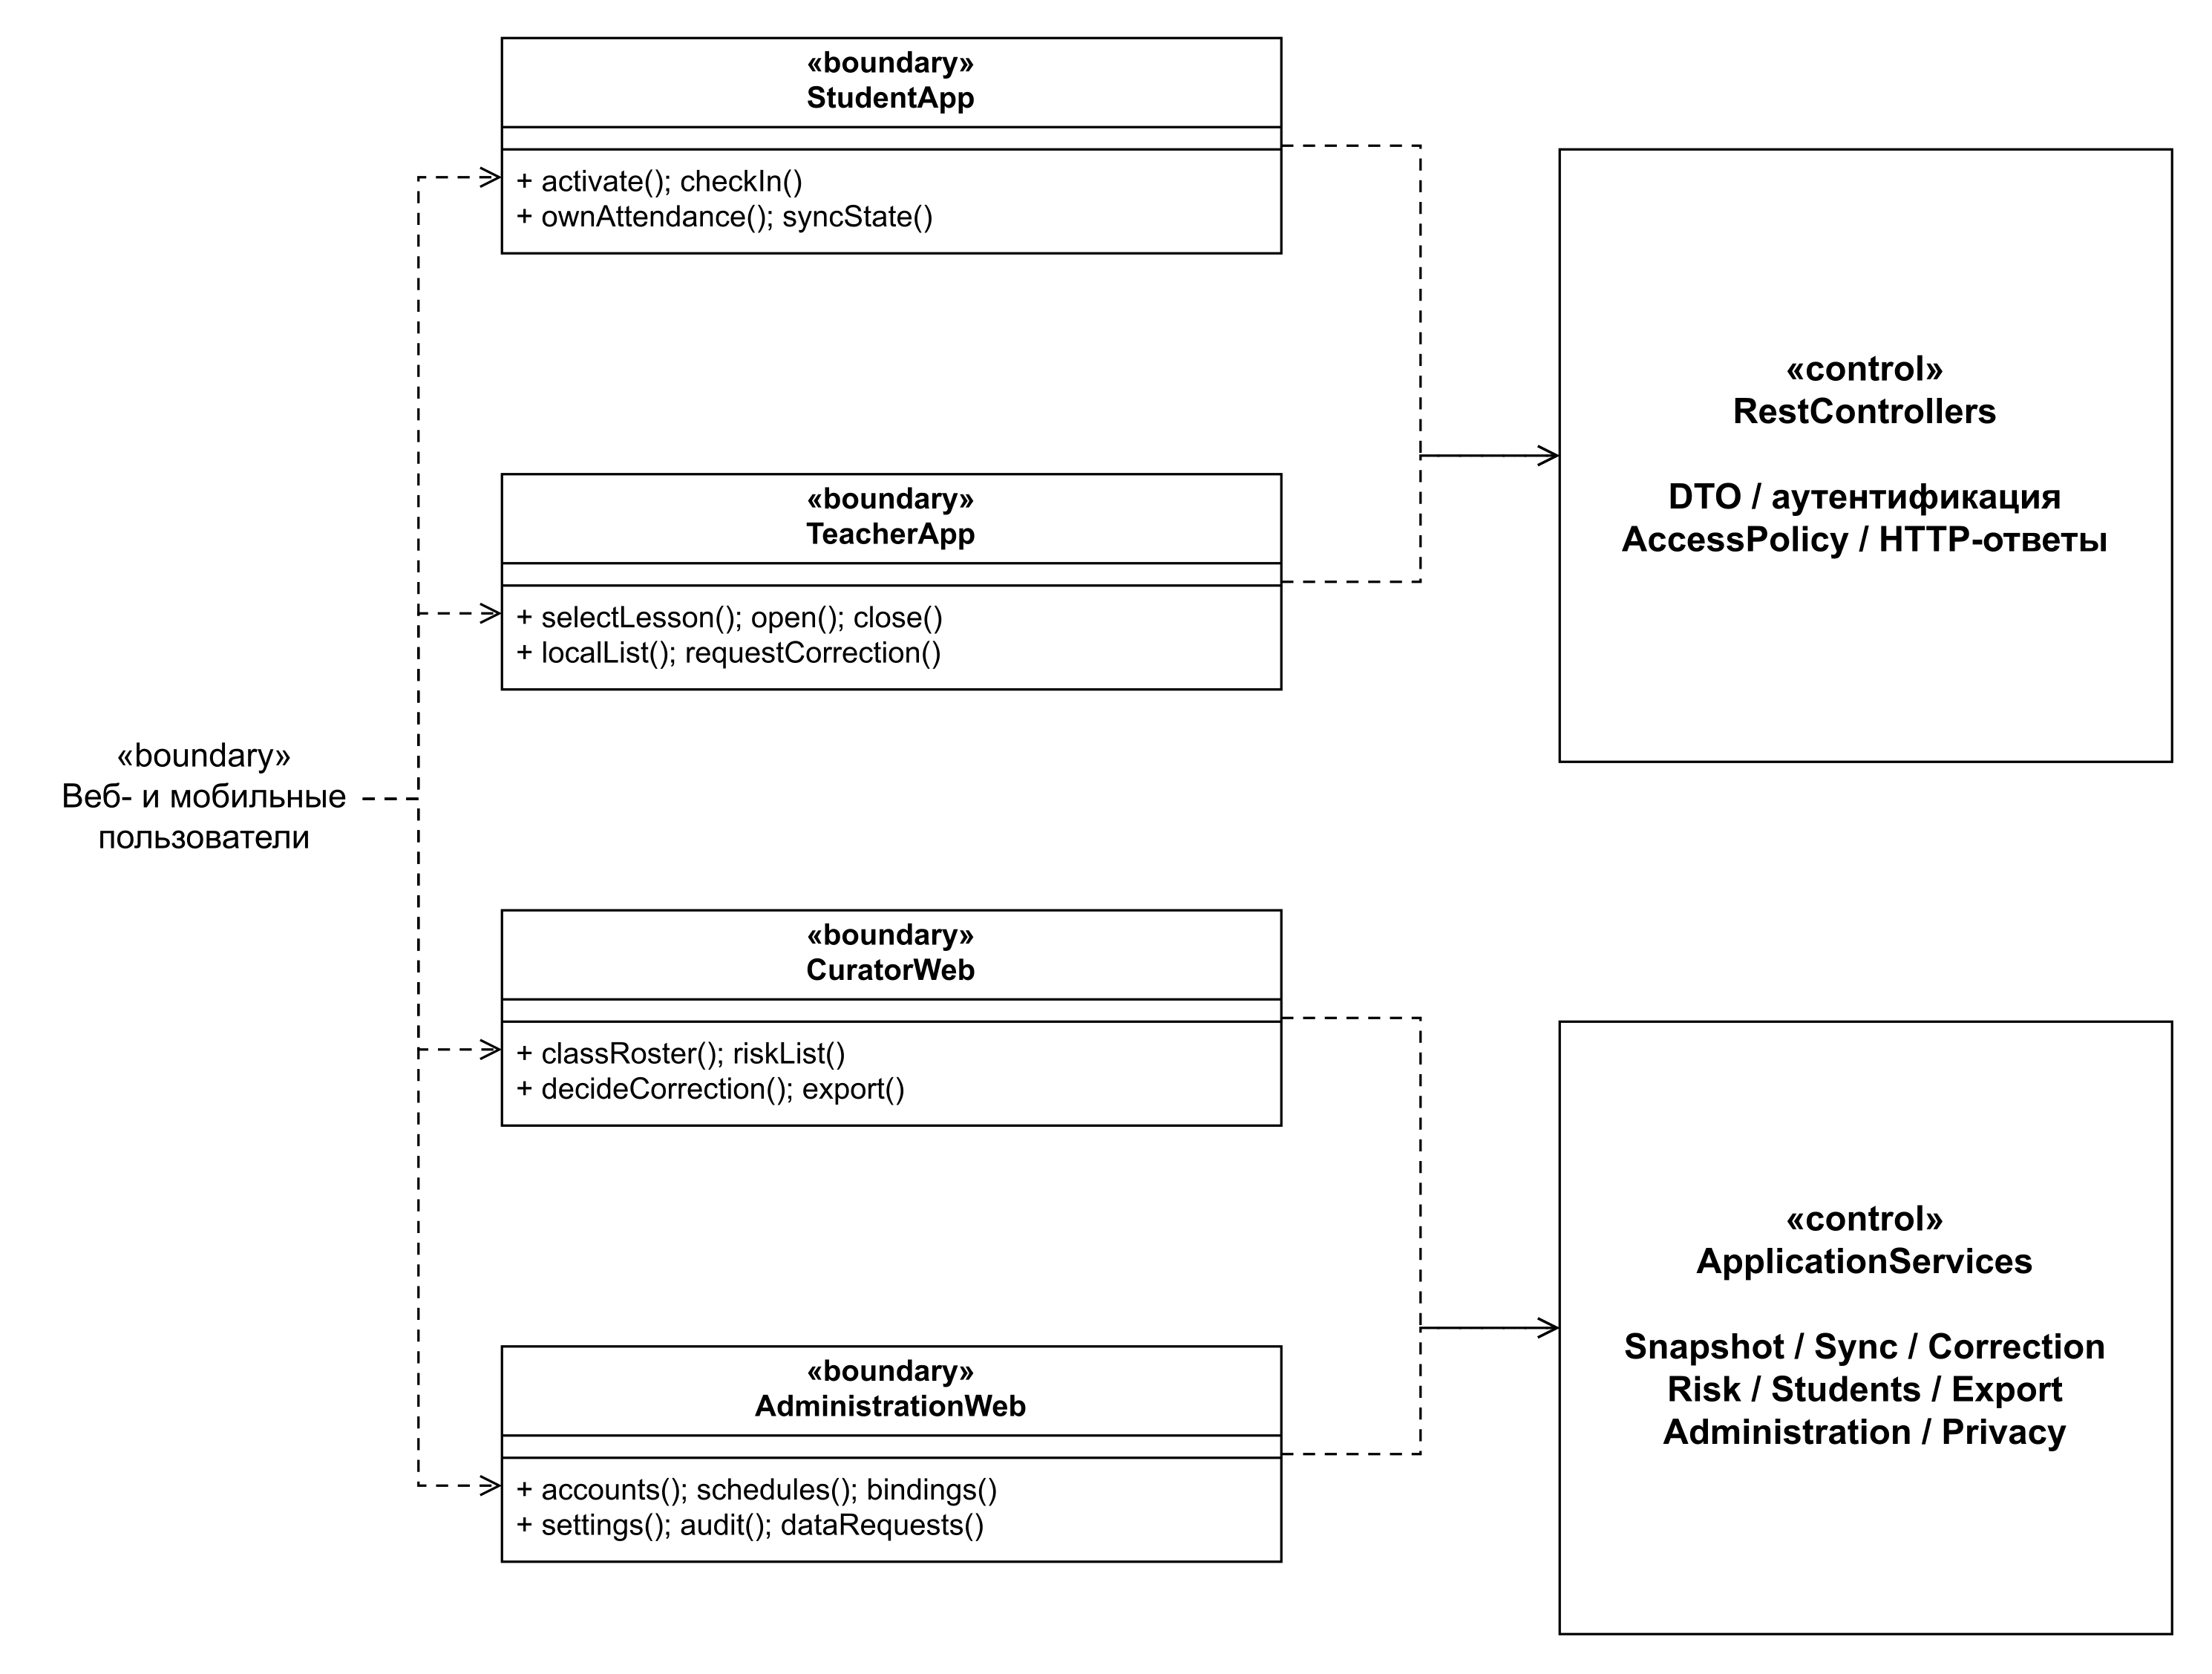 «boundary»
StudentApp
+ activate(); checkIn()
+ ownAttendance(); syncState()
«boundary»
TeacherApp
+ selectLesson(); open(); close()
+ localList(); requestCorrection()
«boundary»
Веб- и мобильные
пользователи
«boundary»
CuratorWeb
+ classRoster(); riskList()
+ decideCorrection(); export()
«boundary»
AdministrationWeb
+ accounts(); schedules(); bindings()
+ settings(); audit(); dataRequests()
«control»
RestControllers
DTO / аутентификация
AccessPolicy / HTTP-ответы
«control»
ApplicationServices
Snapshot / Sync / Correction
Risk / Students / Export
Administration / Privacy